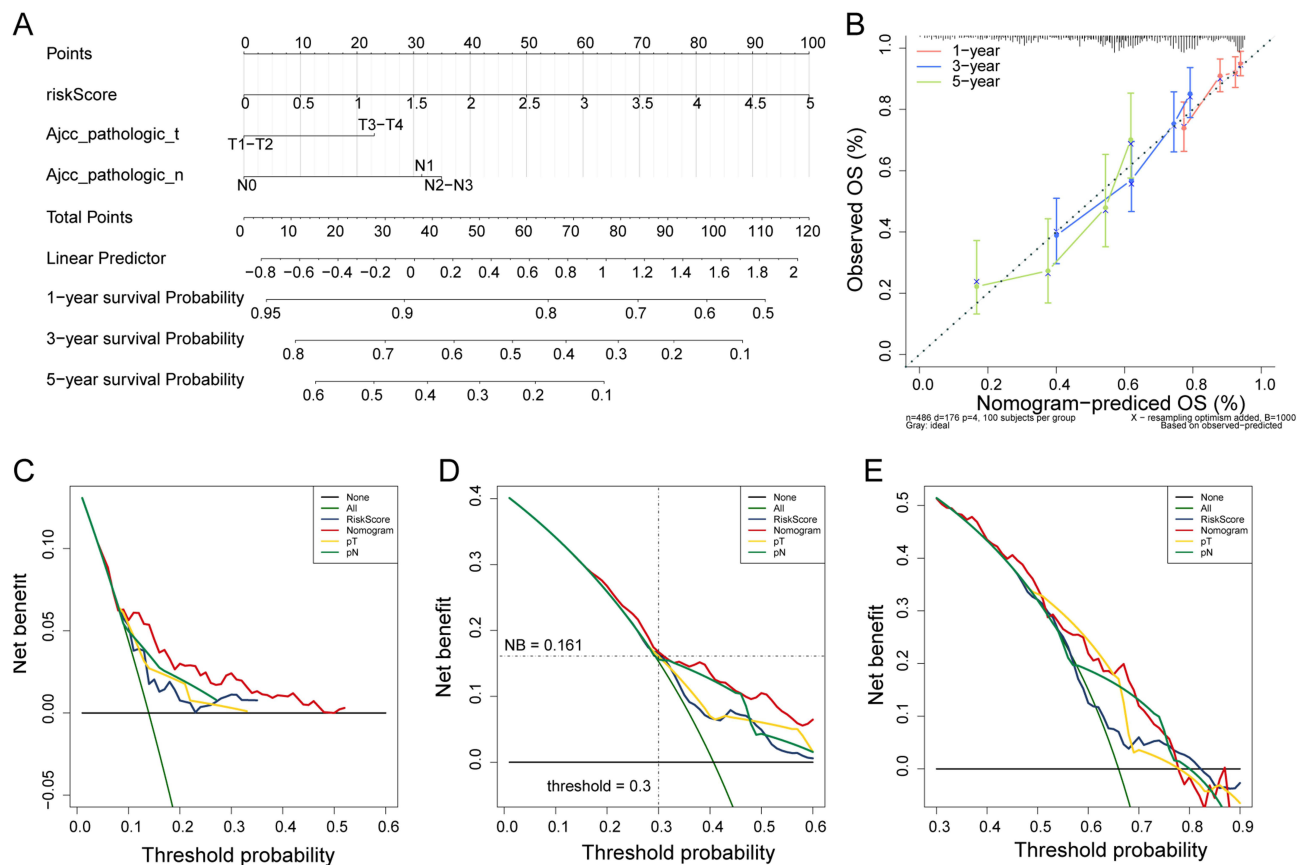 A
Points
0 10 20 30 40 50 60 70 80 90 100
riskScore
0 0.5 1 1.5 2 2.5 3 3.5 4 4.5 5
Ajcc_pathologic_t
T3-T4
T1-T2
Ajcc_pathologic_n
N1
N0 N2-N3
Total Points
0 10 20 30 40 50 60 70 80 90 100 110 120
Linear Predictor
−0.8 −0.6 −0.4 −0.2 0 0.2 0.4 0.6 0.8 1 1.2 1.4 1.6 1.8 2
1-year survival Probability
0.95 0.9 0.8 0.7 0.6 0.5
3-year survival Probability
0.8 0.7 0.6 0.5 0.4 0.3 0.2 0.1
5-year survival Probability
0.6 0.5 0.4 0.3 0.2 0.1
B
1-year
3-year
5-year
Observed OS (%)
1.0
0.8
0.6
0.4
0.2
0.0
0.0 0.2 0.4 0.6 0.8 1.0
Nomogram-prediced OS (%)
n=486 d=176 p=4, 100 subjects per group
Gray: ideal
X - resampling optimism added, B=1000
Based on observed-predicted
C
None
All
RiskScore
Nomogram
pT
pN
Net benefit
0.10
0.05
0.00
−0.05
0.0 0.1 0.2 0.3 0.4 0.5 0.6
Threshold probability
D
None
All
RiskScore
Nomogram
pT
pN
Net benefit
0.4
0.3
0.2
0.1
0.0
NB = 0.161
threshold = 0.3
0.0 0.1 0.2 0.3 0.4 0.5 0.6
Threshold probability
E
None
All
RiskScore
Nomogram
pT
pN
Net benefit
0.5
0.4
0.3
0.2
0.1
0.0
0.3 0.4 0.5 0.6 0.7 0.8 0.9
Threshold probability